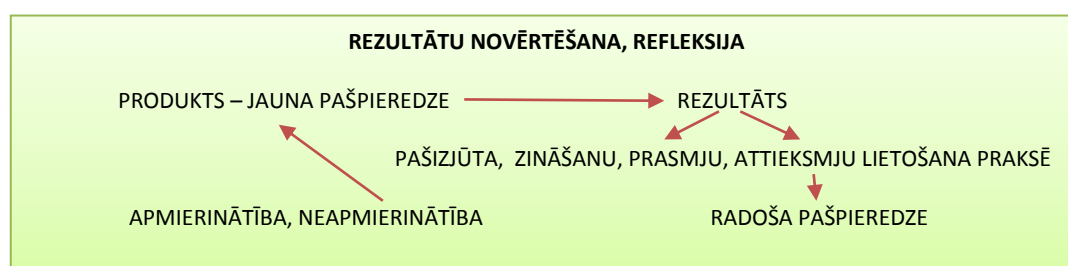 REZULTĀTU NOVĒRTĒŠANA, REFLEKSIJA
PRODUKTS – JAUNA PAŠPIEREDZE REZULTĀTS
PAŠIZJŪTA, ZINĀŠANU, PRASMJU, ATTIEKSMJU LIETOŠANA PRAKSĒ
APMIERINĀTĪBA, NEAPMIERINĀTĪBA RADOŠA PAŠPIEREDZE